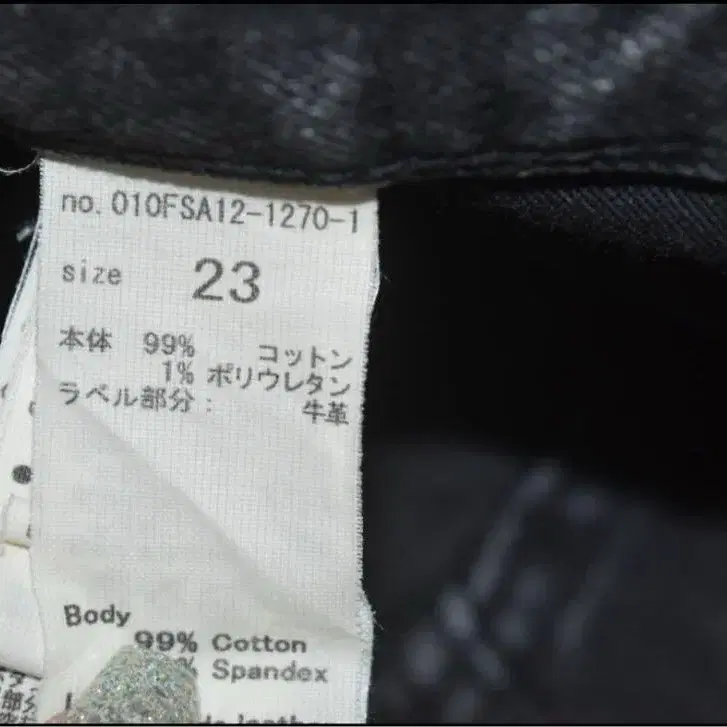 no. 010FSA12-1270-1
size 23
本体 99% コットン
1% ポリウレタン
ラベル部分: 牛革
Body
99% Cotton
% Spandex
leather